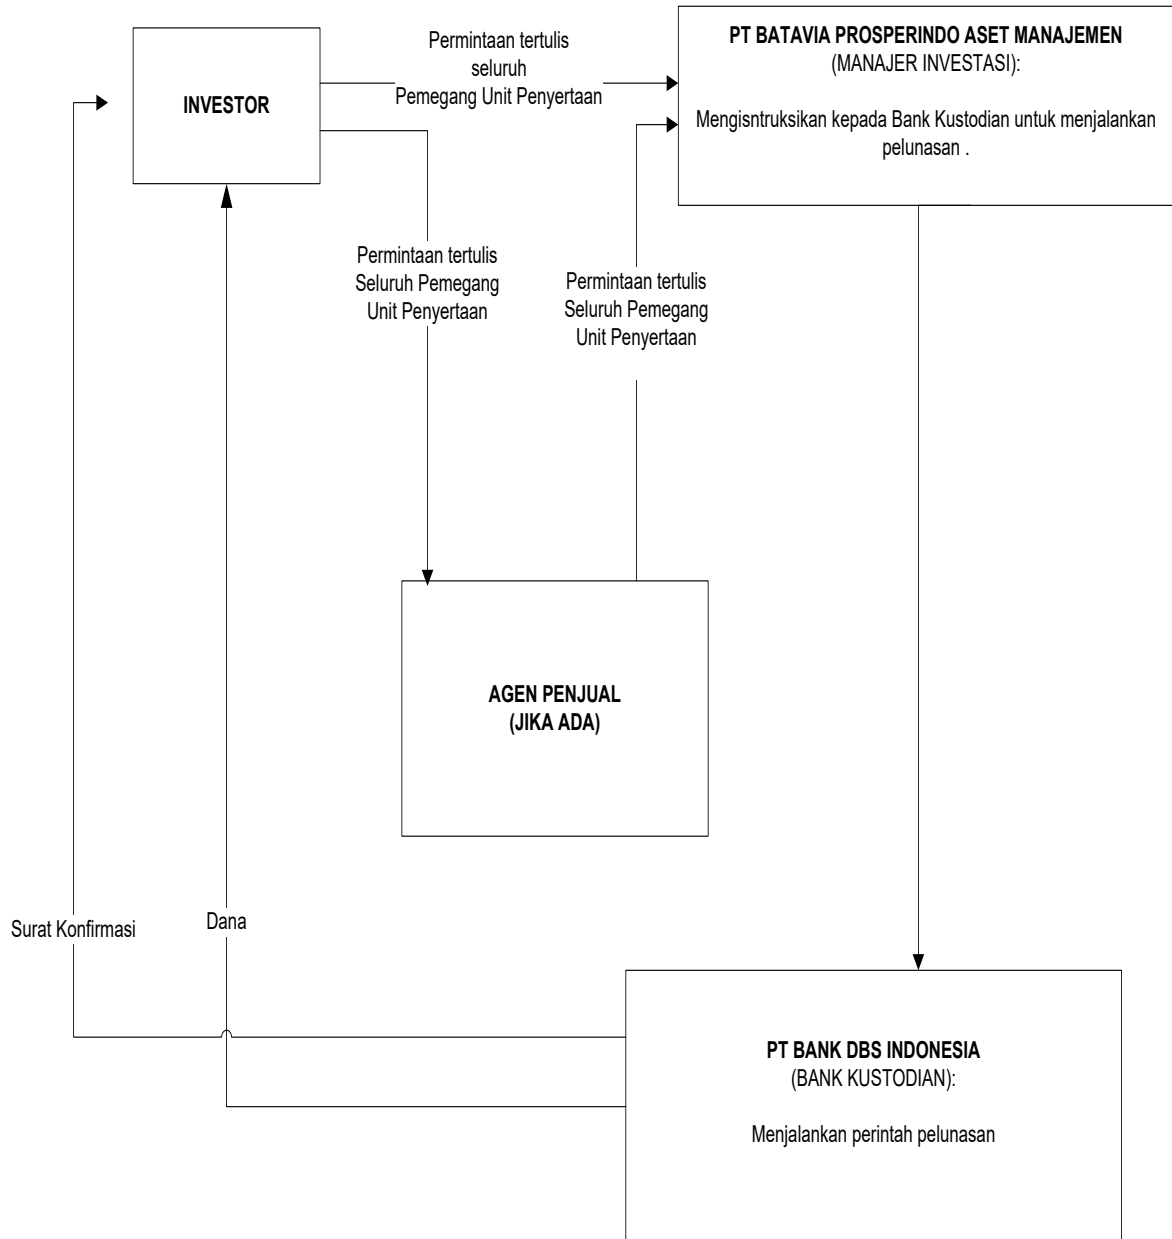 Permintaan tertulis
seluruh
Pemegang Unit Penyertaan
INVESTOR
PT BATAVIA PROSPERINDO ASET MANAJEMEN
(MANAJER INVESTASI):
Mengisntruksikan kepada Bank Kustodian untuk menjalankan
pelunasan .
Permintaan tertulis
Seluruh Pemegang
Unit Penyertaan
Permintaan tertulis
Seluruh Pemegang
Unit Penyertaan
AGEN PENJUAL
(JIKA ADA)
Surat Konfirmasi
Dana
PT BANK DBS INDONESIA
(BANK KUSTODIAN):
Menjalankan perintah pelunasan